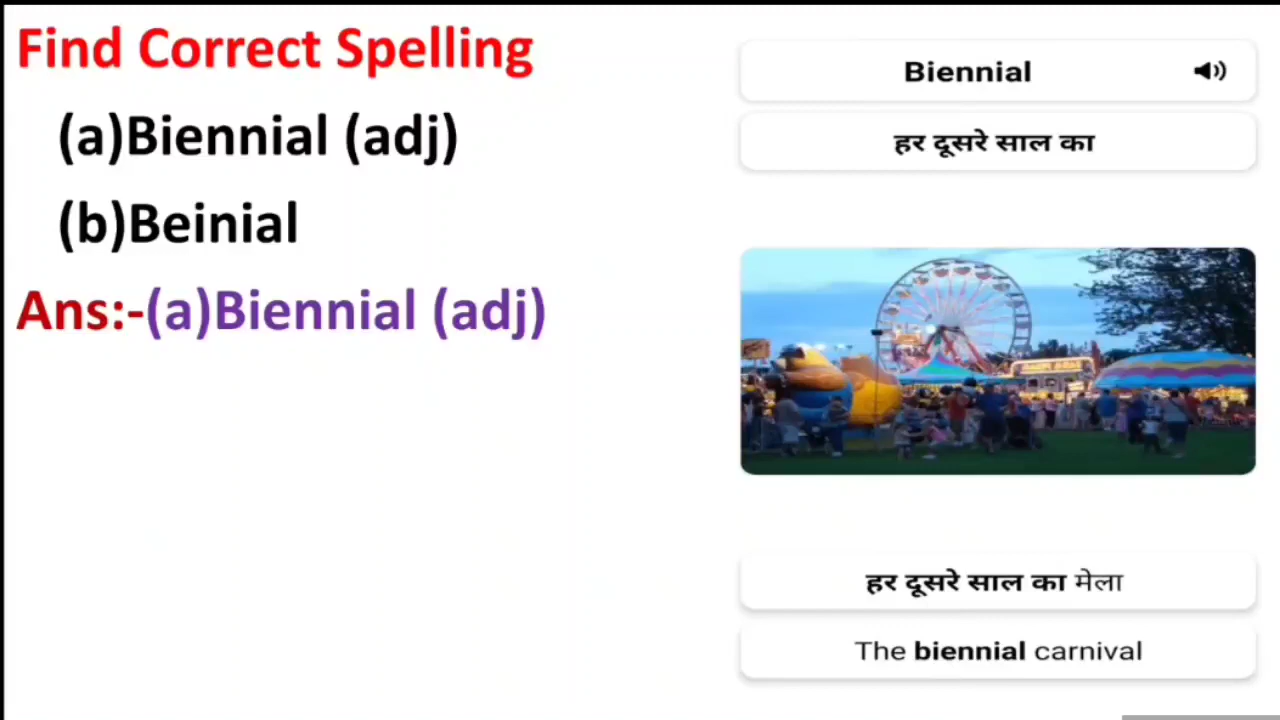 Find Correct Spelling
(a)Biennial (adj)
(b)Beinial
Ans:-(a)Biennial (adj)
Biennial
हर दूसरे साल का
हर दूसरे साल का मेला
The biennial carnival